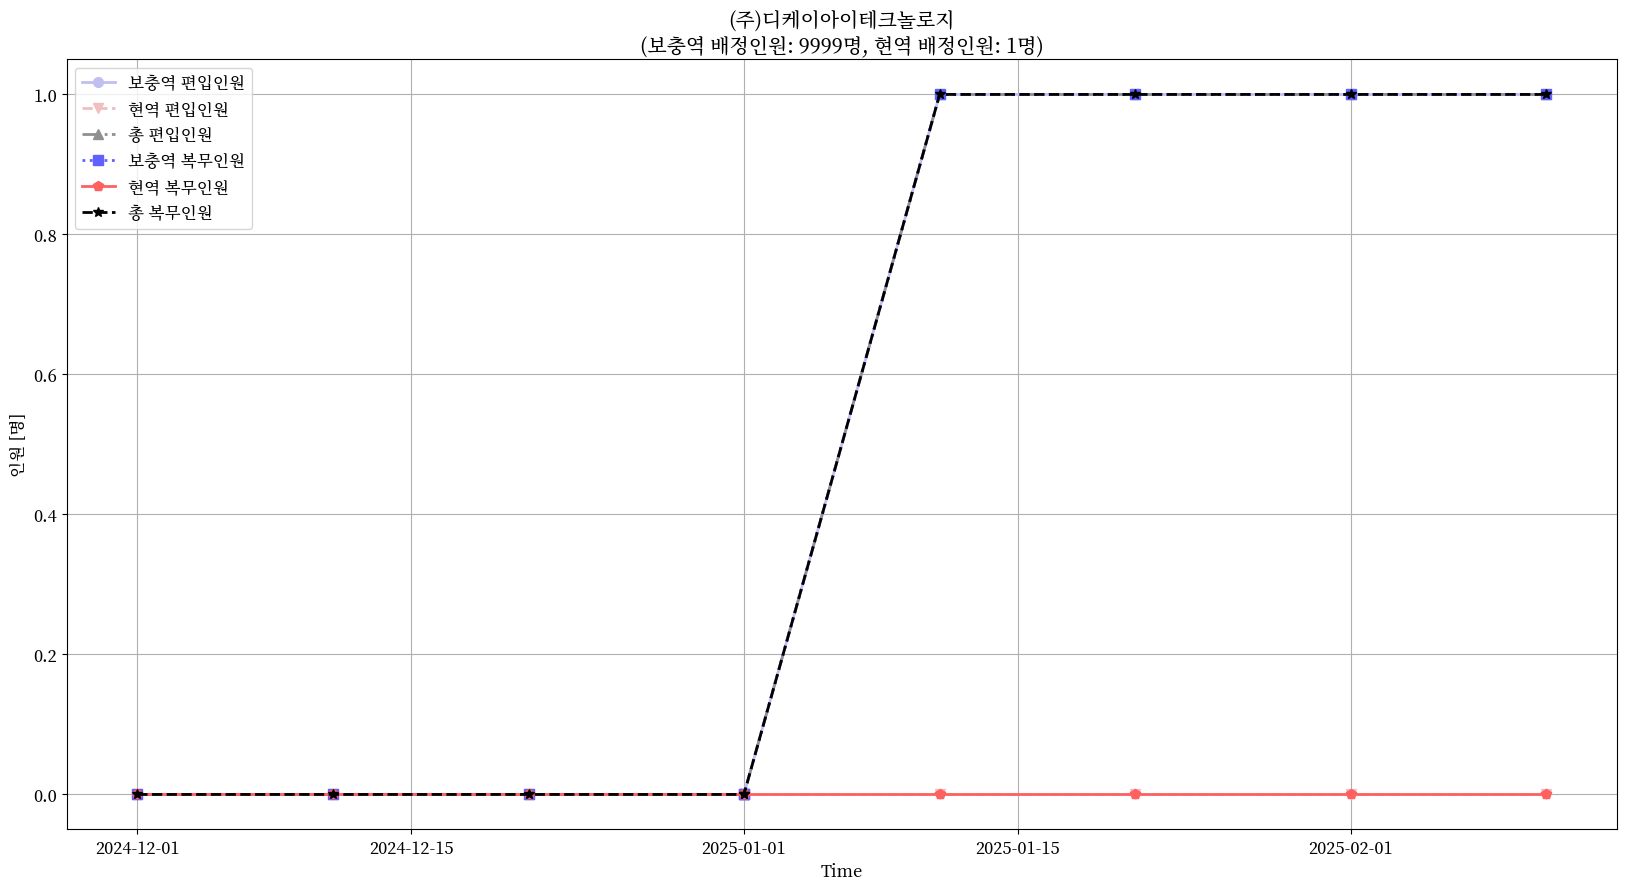 (주)디케이아이테크놀로지
(보충역 배정인원: 9999명, 현역 배정인원: 1명)
보충역 편입인원
현역 편입인원
총 편입인원
보충역 복무인원
현역 복무인원
총 복무인원
인원 [명]
1.0
0.8
0.6
0.4
0.2
0.0
2024-12-01
2024-12-15
2025-01-01
2025-01-15
2025-02-01
Time